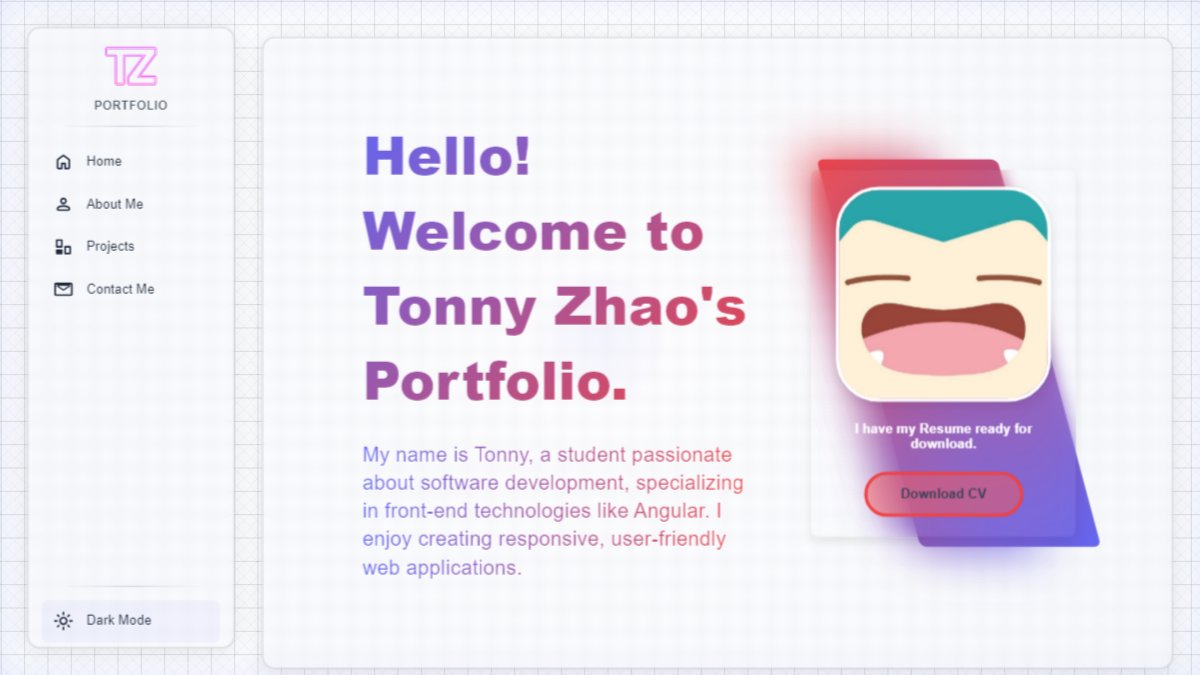 TZ
PORTFOLIO
Home
About Me
Projects
Contact Me
Dark Mode
Hello!
Welcome to
Tonny Zhao's
Portfolio.
My name is Tonny, a student passionate
about software development, specializing
in front-end technologies like Angular. I
enjoy creating responsive, user-friendly
web applications.
I have my Resume ready for
download.
Download CV